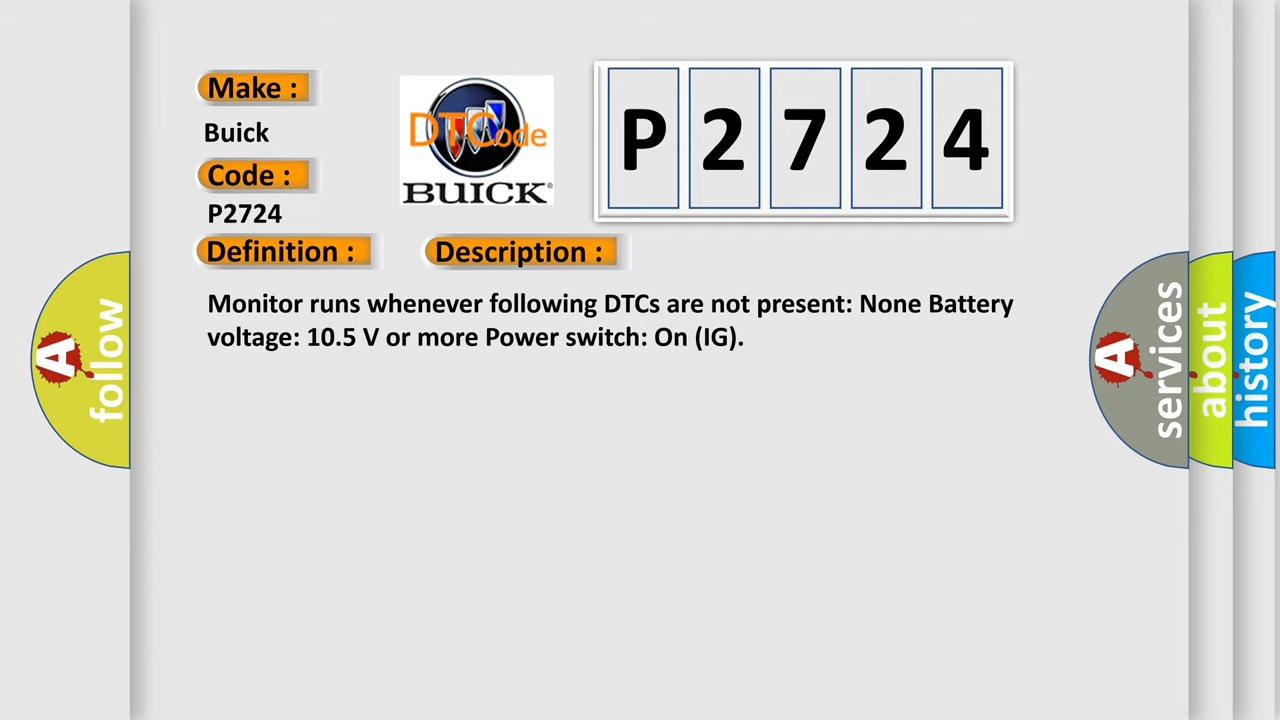 Make :
Buick
Code :
P2724
Definition :
Description :
DTCode
BUICK®
P 2 7 2 4
Monitor runs whenever following DTCs are not present: None Battery
voltage: 10.5 V or more Power switch: On (IG).
A follow
A services
about
history